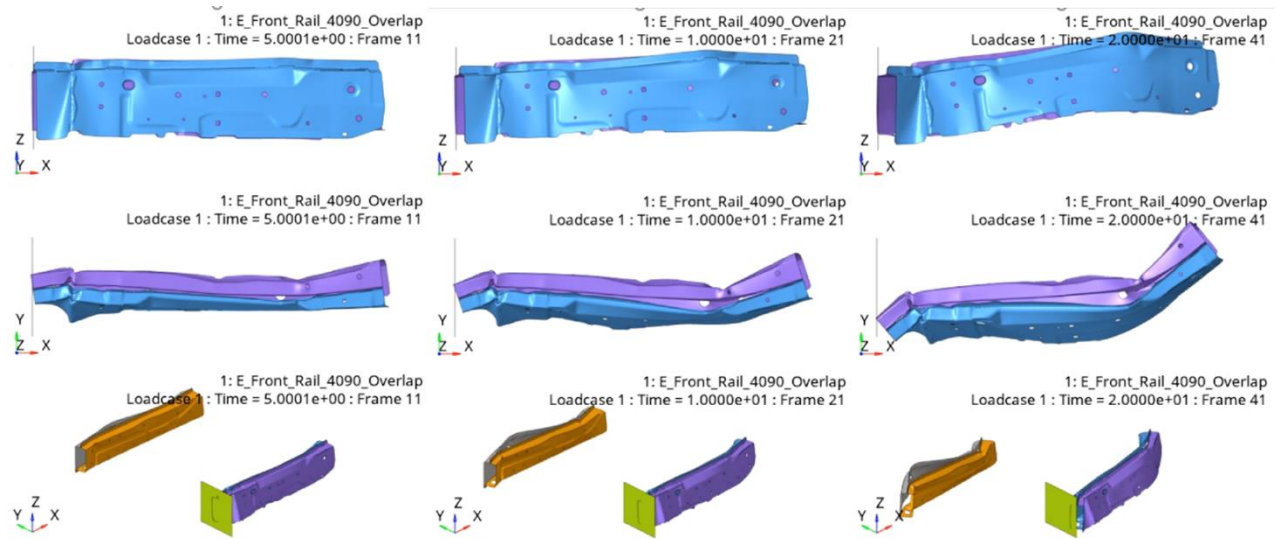 1: E_Front_Rail_4090_Overlap
Loadcase 1 : Time = 5.0001e+00 : Frame 11
Z
Y X
1: E_Front_Rail_4090_Overlap
Loadcase 1 : Time = 1.0000e+01 : Frame 21
Z
Y X
1: E_Front_Rail_4090_Overlap
Loadcase 1 : Time = 2.0000e+01 : Frame 41
Z
Y X
1: E_Front_Rail_4090_Overlap
Loadcase 1 : Time = 5.0001e+00 : Frame 11
Y
Z X
1: E_Front_Rail_4090_Overlap
Loadcase 1 : Time = 1.0000e+01 : Frame 21
Y
Z X
1: E_Front_Rail_4090_Overlap
Loadcase 1 : Time = 2.0000e+01 : Frame 41
Y
Z X
1: E_Front_Rail_4090_Overlap
Loadcase 1 : Time = 5.0001e+00 : Frame 11
Z
Y X
1: E_Front_Rail_4090_Overlap
Loadcase 1 : Time = 1.0000e+01 : Frame 21
Z
Y X
1: E_Front_Rail_4090_Overlap
Loadcase 1 : Time = 2.0000e+01 : Frame 41
Z
Y X